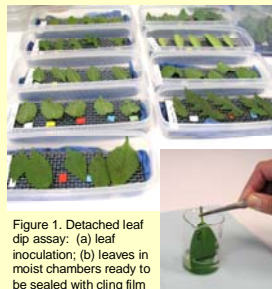 Figure 1. Detached leaf
dip assay: (a) leaf
inoculation; (b) leaves in
moist chambers ready to
be sealed with cling film